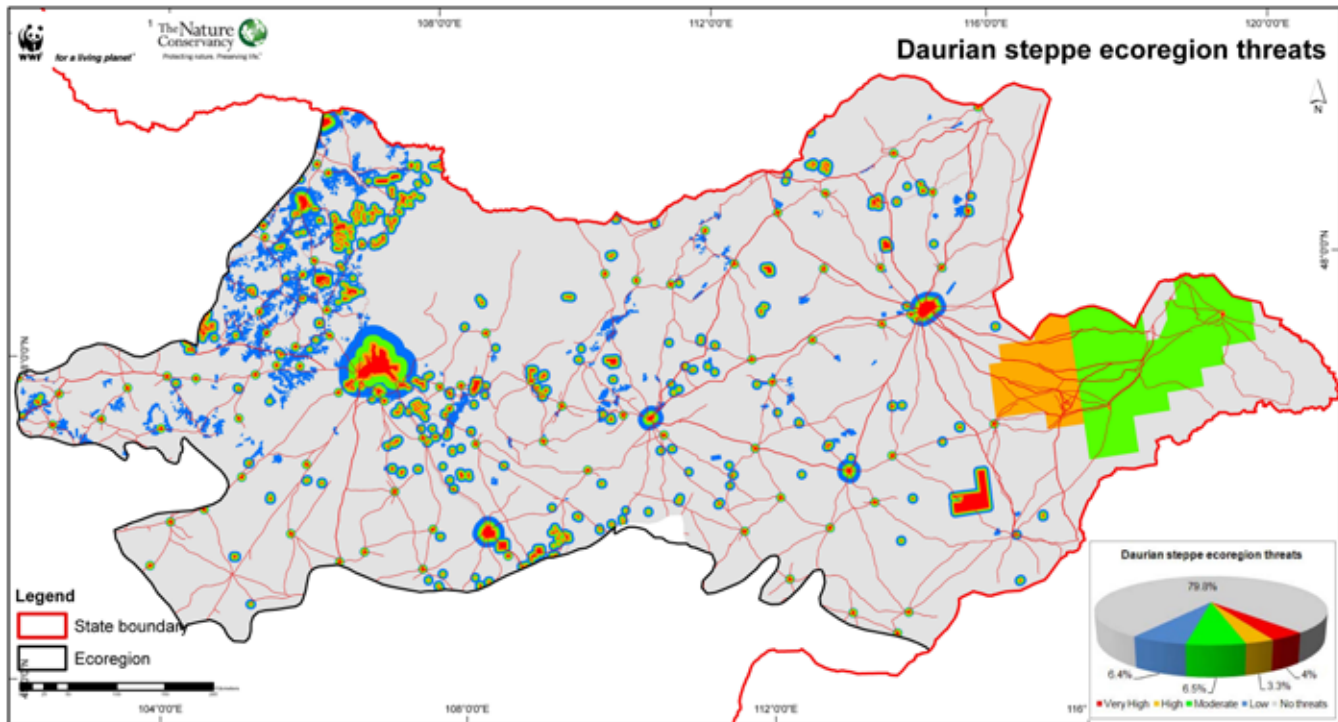 108°0'0"E 112°0'0"E 116°0'0"E 120°0'0"E
WWF
for a living planet®
The Nature
Conservancy
Protecting nature. Preserving life.™
Daurian steppe ecoregion threats
N
48°0'0"N
Legend
State boundary
Ecoregion
Daurian steppe ecoregion threats
79.8%
6.4%
6.5%
3.3%
4%
Very High High Moderate Low No threats
104°0'0"E 108°0'0"E 112°0'0"E 116°